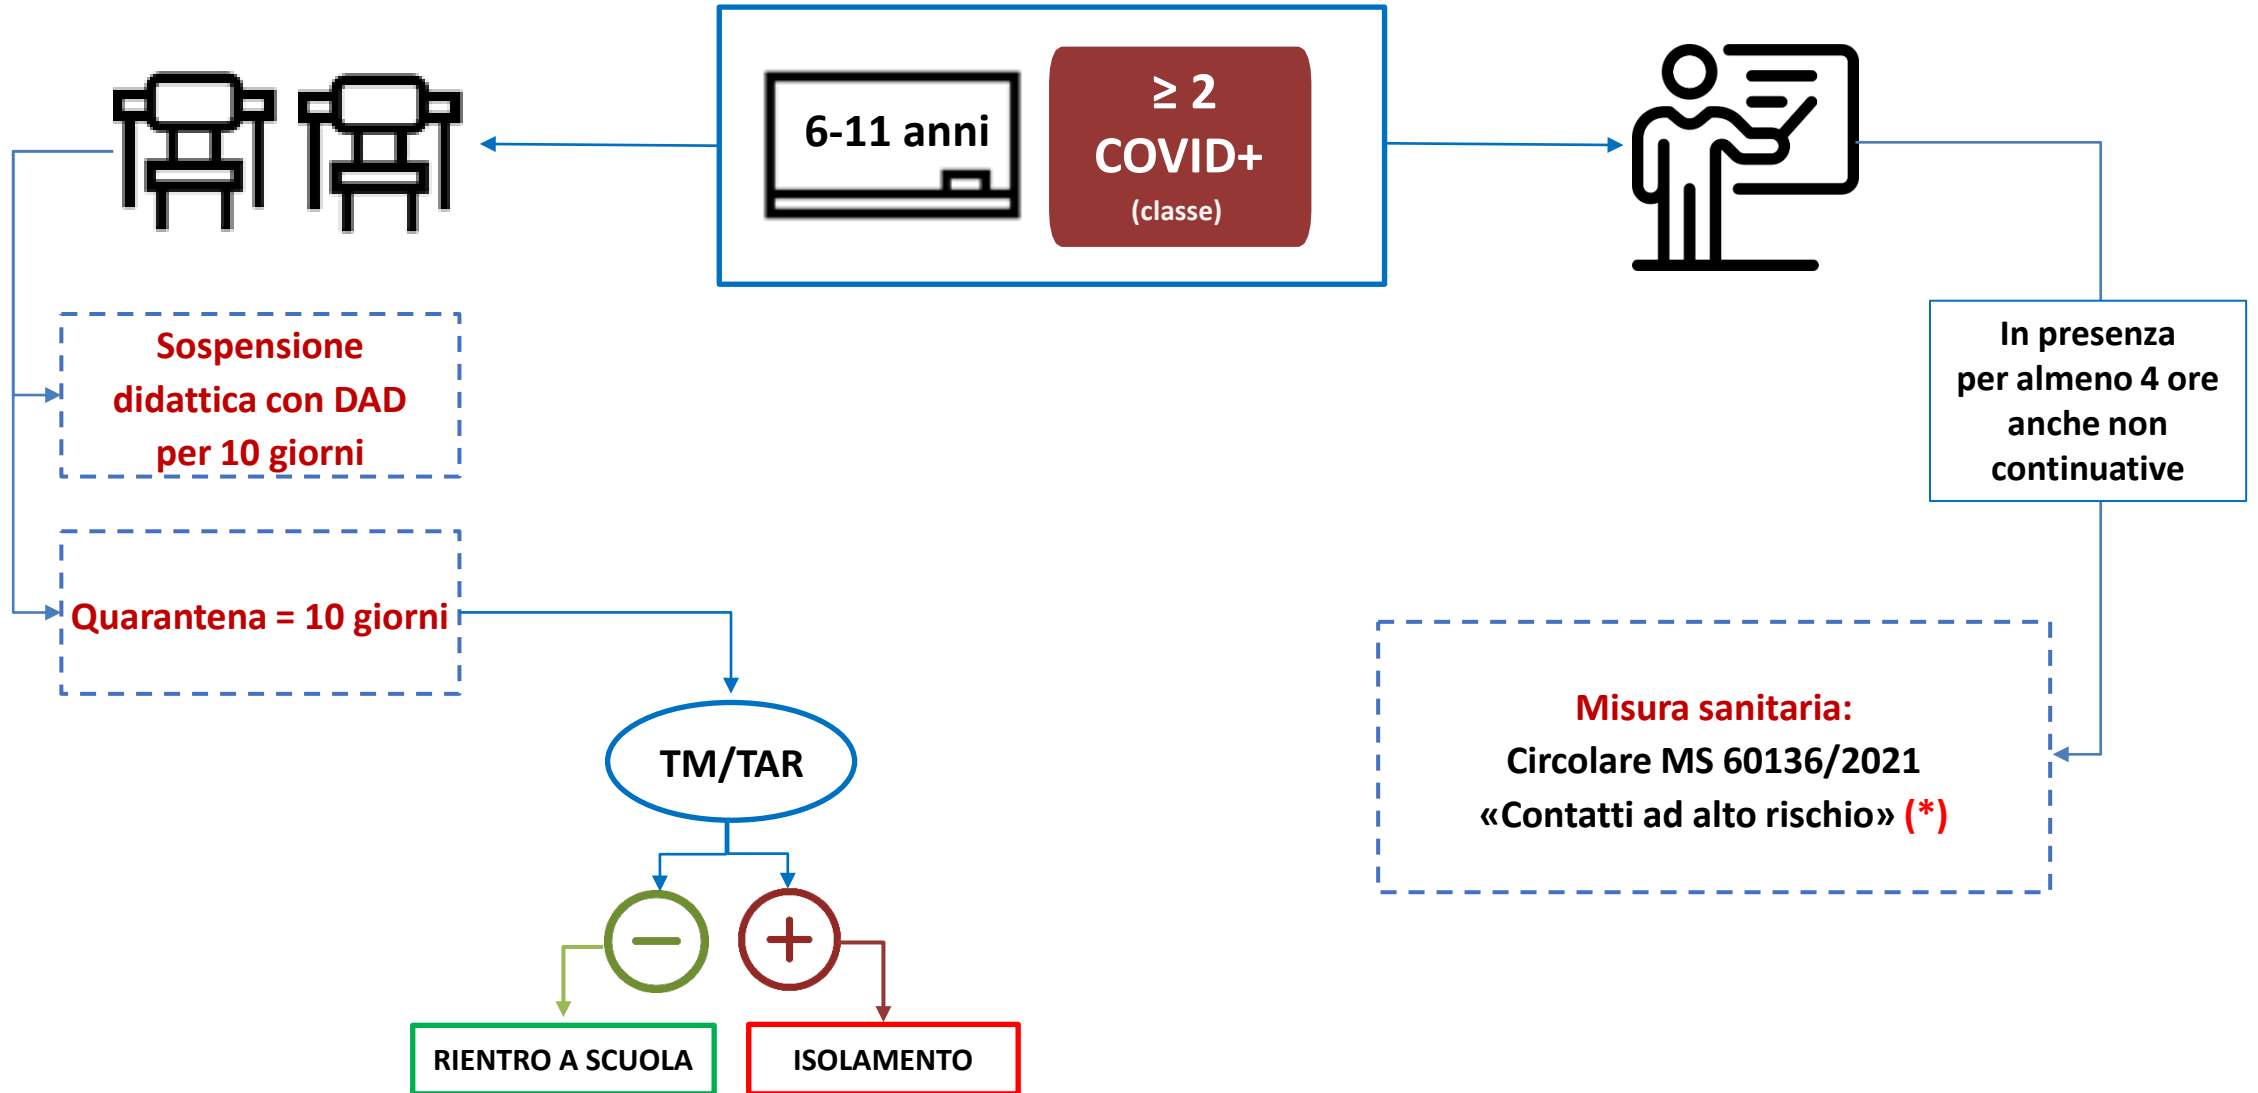 6-11 anni
≥ 2
COVID+
(classe)
Sospensione
didattica con DAD
per 10 giorni
Quarantena = 10 giorni
TM/TAR
RIENTRO A SCUOLA
ISOLAMENTO
In presenza
per almeno 4 ore
anche non
continuative
Misura sanitaria:
Circolare MS 60136/2021
«Contatti ad alto rischio» (*)